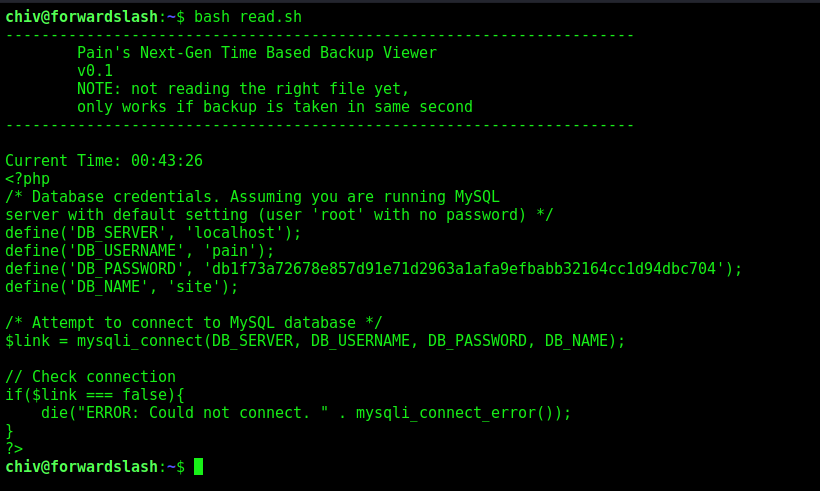 chiv@forwardslash:~$ bash read.sh
----------------------------------------------------------------------
Pain's Next-Gen Time Based Backup Viewer
v0.1
NOTE: not reading the right file yet,
only works if backup is taken in same second
----------------------------------------------------------------------
Current Time: 00:43:26
<?php
/* Database credentials. Assuming you are running MySQL
server with default setting (user 'root' with no password) */
define('DB_SERVER', 'localhost');
define('DB_USERNAME', 'pain');
define('DB_PASSWORD', 'db1f73a72678e857d91e71d2963a1afa9efbabb32164cc1d94dbc704');
define('DB_NAME', 'site');
/* Attempt to connect to MySQL database */
$link = mysqli_connect(DB_SERVER, DB_USERNAME, DB_PASSWORD, DB_NAME);
// Check connection
if($link === false){
    die("ERROR: Could not connect. " . mysqli_connect_error());
}
?>
chiv@forwardslash:~$